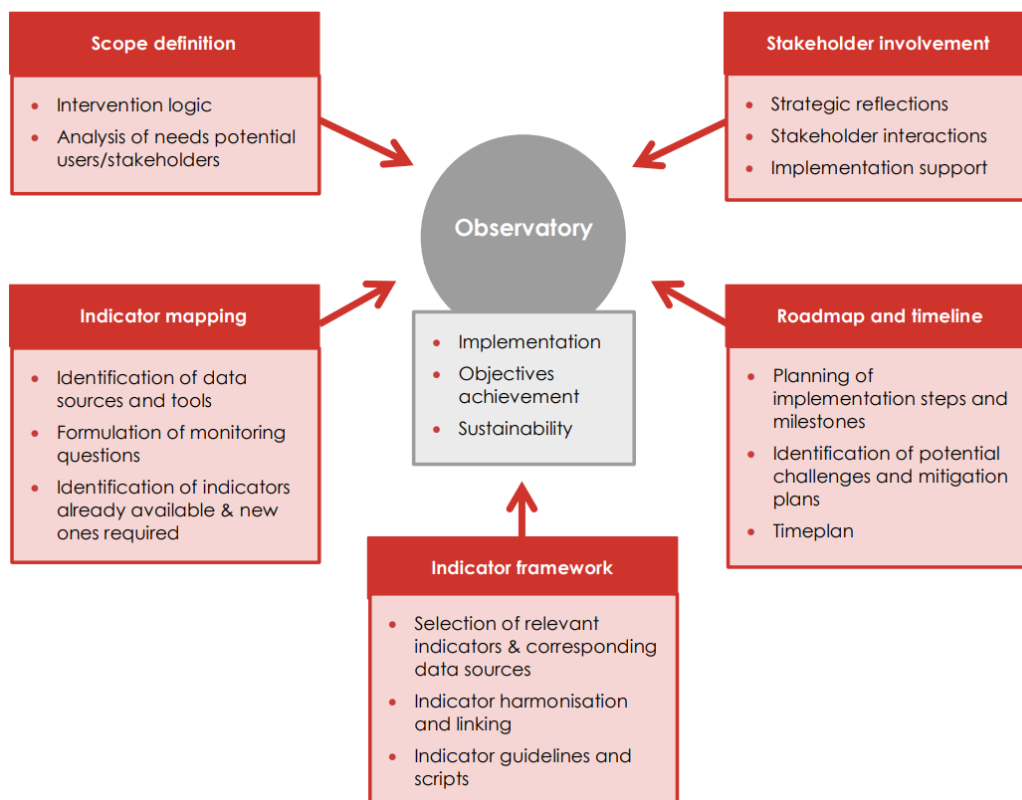 Scope definition
Intervention logic
Analysis of needs potential
users/stakeholders
Stakeholder involvement
Strategic reflections
Stakeholder interactions
Implementation support
Observatory
Implementation
Objectives
achievement
Sustainability
Indicator mapping
Identification of data
sources and tools
Formulation of monitoring
questions
Identification of indicators
already available & new
ones required
Roadmap and timeline
Planning of
implementation steps and
milestones
Identification of potential
challenges and mitigation
plans
Timeplan
Indicator framework
Selection of relevant
indicators & corresponding
data sources
Indicator harmonisation
and linking
Indicator guidelines and
scripts